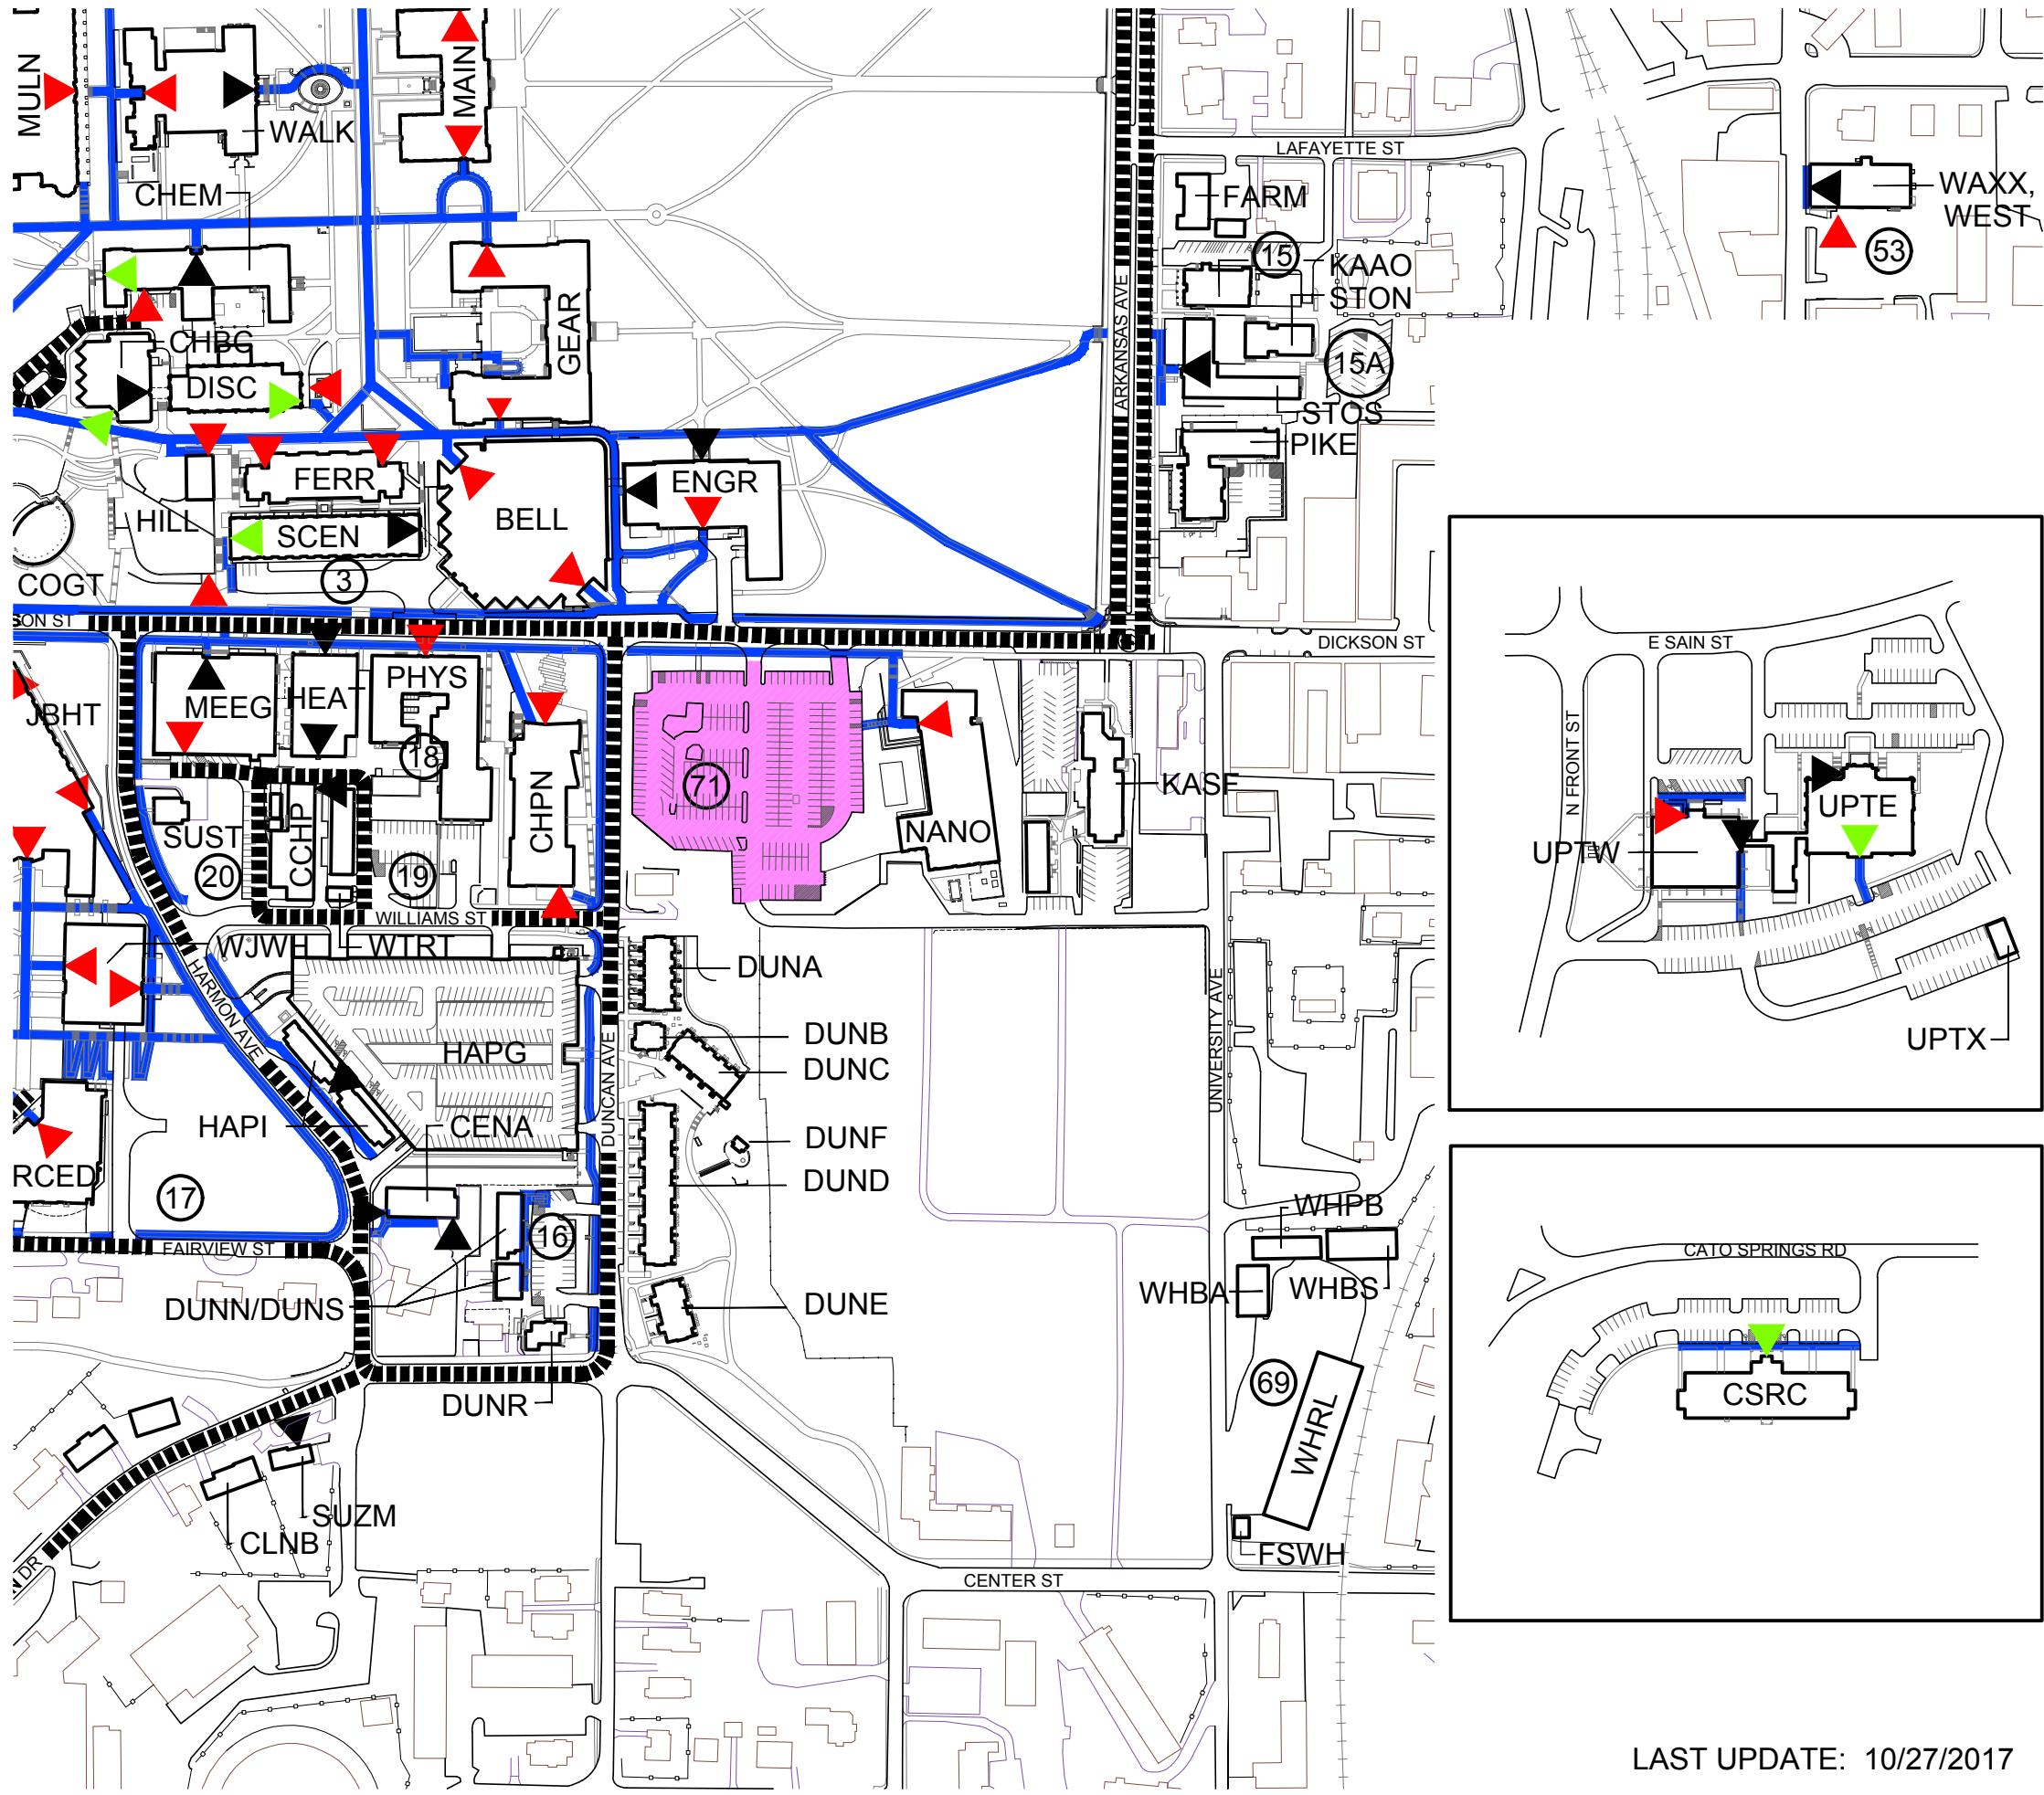 MULN
WALK
MAIN
CHEM
LAFAYETTE ST
FARM
WAXX,
WEST
53
15
KAAO
STON
ARKANSAS AVE
GEAR
CHBC
DISC
15A
STOS
PIKE
FERR
ENGR
HILL
SCEN
BELL
COGT
3
SON ST
DICKSON ST
E SAIN ST
N FRONT ST
JBHT
MEEG
HEAT
PHYS
18
CHPN
71
NANO
KASF
UPTE
UPTW
UPTX
SUST
20
CCHP
19
WILLIAMS ST
WJWH
WTRT
HARMON AVE
DUNA
DUNB
DUNC
HAPG
DUNCAN AVE
UNIVERSITY AVE
HAPI
CENA
DUNF
DUND
RCED
17
16
FAIRVIEW ST
WHPB
WHBA
WHBS
DUNN/DUNS
DUNE
CATO SPRINGS RD
CSRC
DUNR
69
WHRL
SUZM
CLNB
N DR
FSWH
CENTER ST
LAST UPDATE: 10/27/2017